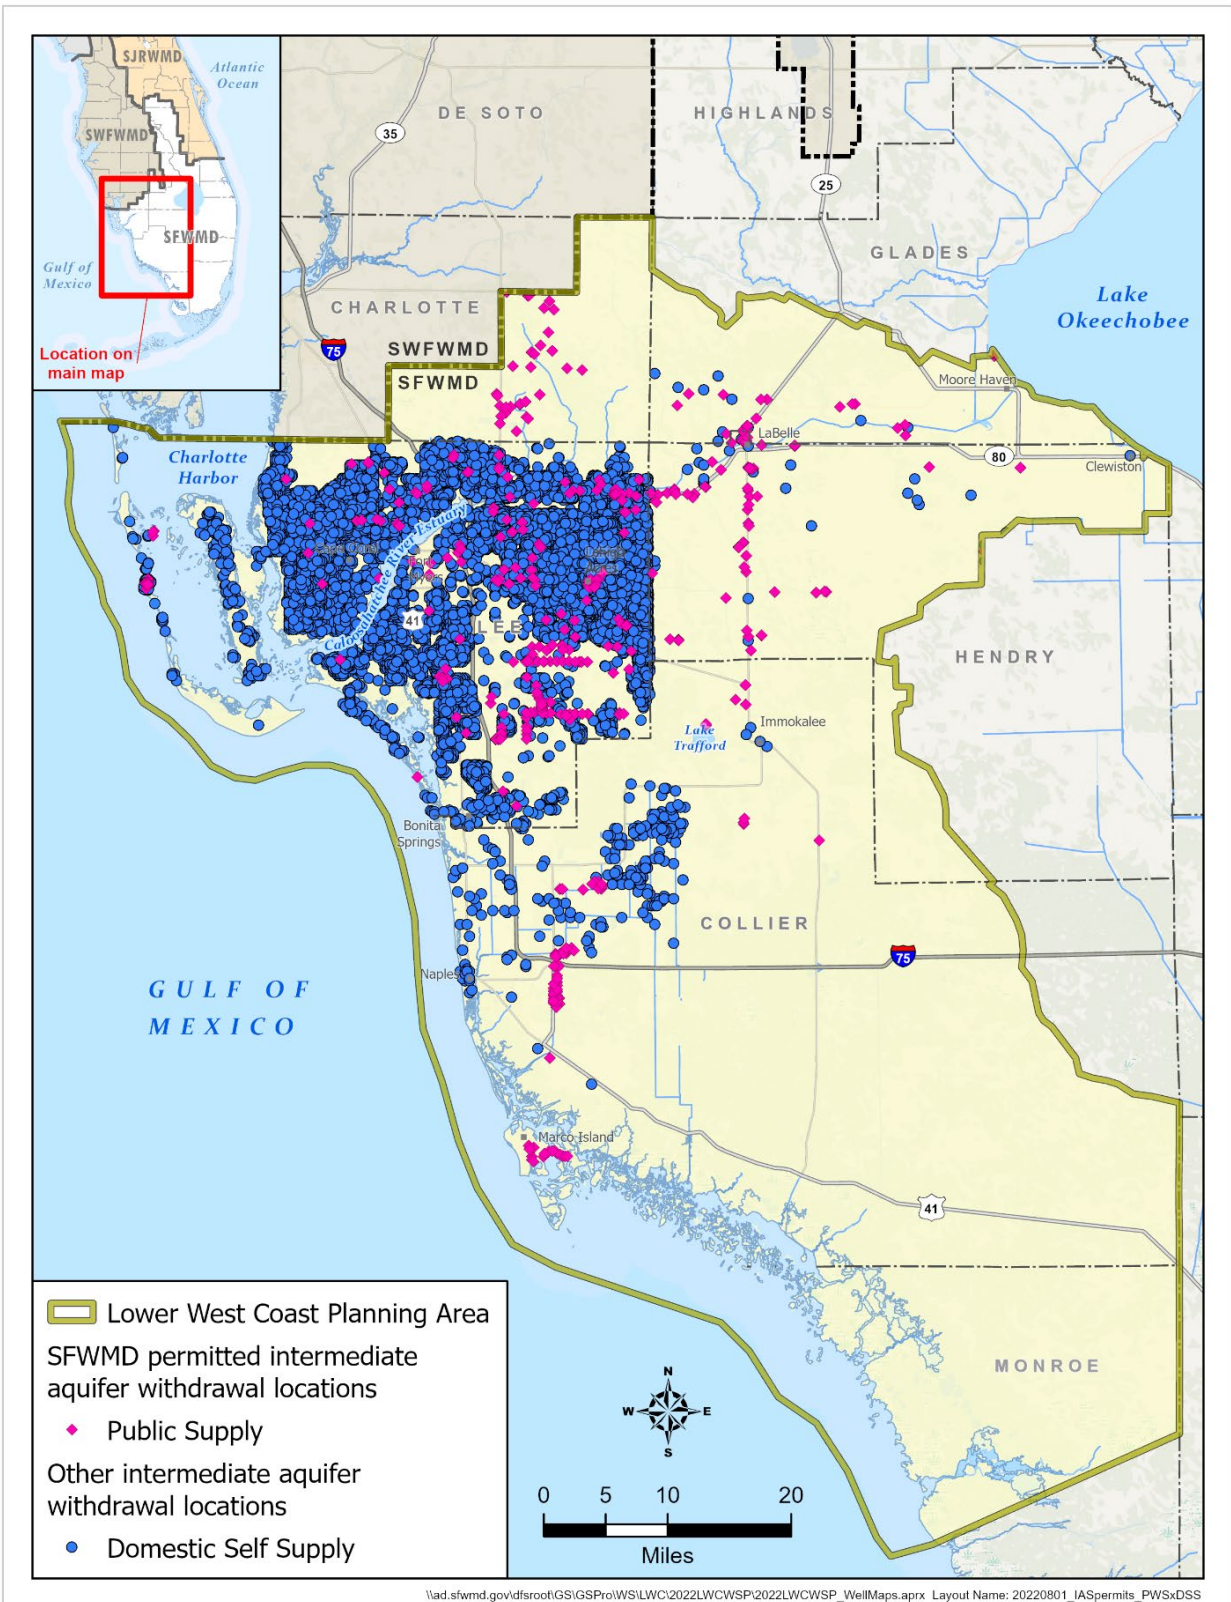 SJRWMD
Atlantic
Ocean
SWFWMD
SFWMD
Gulf of
Mexico
Location on
main map
DE SOTO
HIGHLANDS
35
25
GLADES
CHARLOTTE
Lake
Okeechobee
75
SWFWMD
SFWMD
Moore Haven
LaBelle
80
Clewiston
Charlotte
Harbor
Caloosahatchee River Estuary
41
LEE
HENDRY
Immokalee
Lake
Trafford
Bonita
Springs
COLLIER
75
Naples
GULF OF
MEXICO
Marco Island
41
MONROE
Lower West Coast Planning Area
SFWMD permitted intermediate
aquifer withdrawal locations
Public Supply
Other intermediate aquifer
withdrawal locations
Domestic Self Supply
N
W E
S
0 5 10 20
Miles
\\ad.sfwmd.gov\dfsroot\GS\GSPro\WS\LWC\2022LWCWSP\2022LWCWSP_WellMaps.aprx Layout Name: 20220801_IASpermits_PWSxDSS